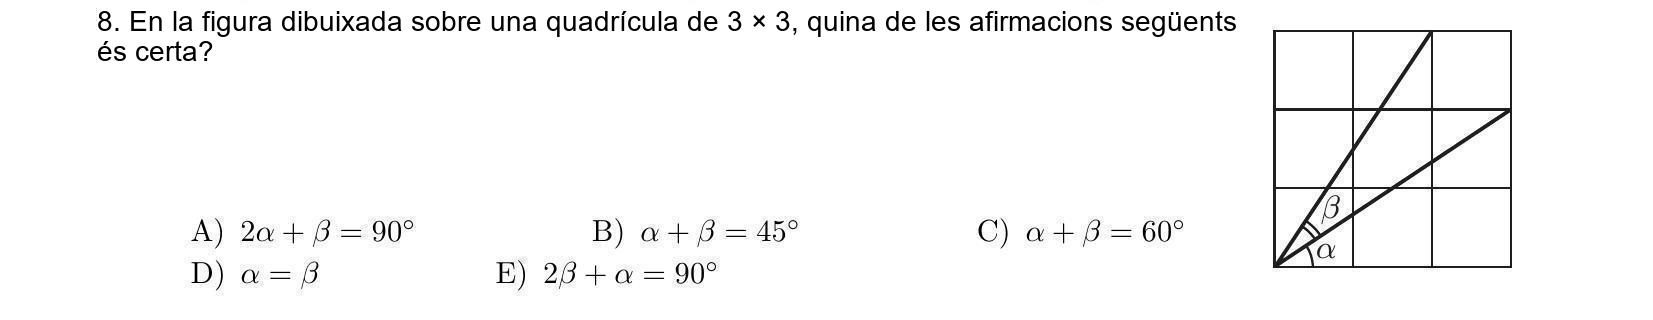 8. En la figura dibuixada sobre una quadrícula de 3 × 3, quina de les afirmacions següents
és certa?
β
α
A) 2α + β = 90° B) α + β = 45° C) α + β = 60°
D) α = β E) 2β + α = 90°